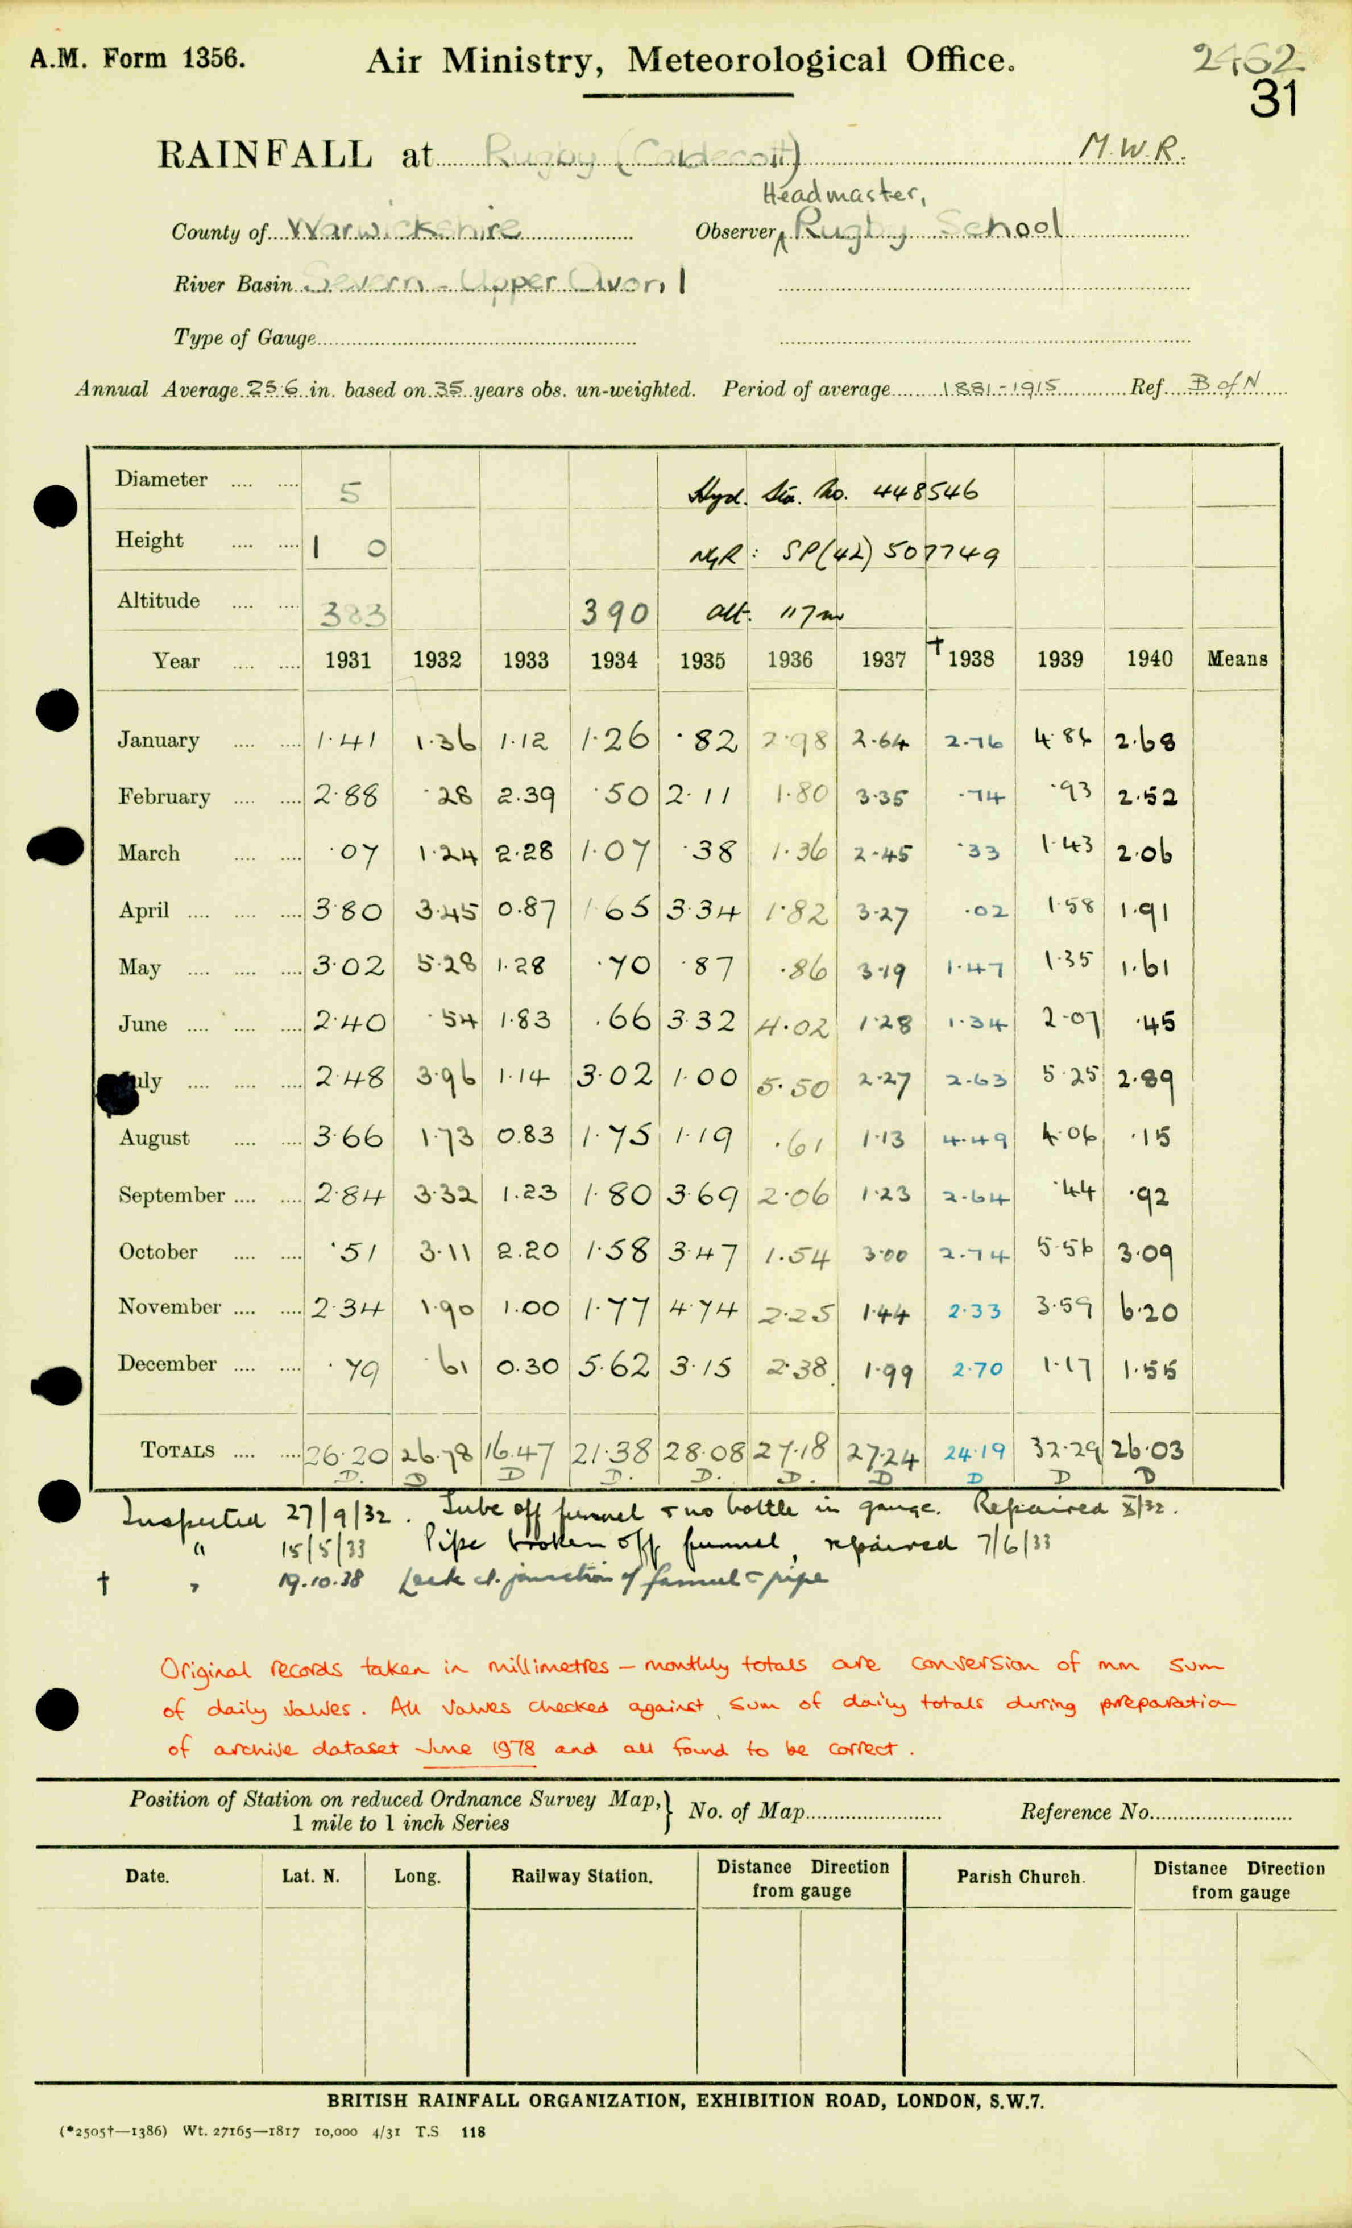 A.M. Form 1356. Air Ministry, Meteorological Office. 2462
31
RAINFALL at Rugby (Caldecott) M.W.R.
Headmaster,
County of Warwickshire Observer Rugby School
River Basin Severn - Upper Avon 1
Type of Gauge
Annual Average 25.6 in. based on 35 years obs. un-weighted. Period of average 1881-1915 Ref. B of N
Diameter 5 Hyd. Stn. No. 448546
Height 1 0 NGR: SP(42) 507749
Altitude 383 390 alt. 117m
Year 1931 1932 1933 1934 1935 1936 1937 † 1938 1939 1940 Means
January 1.41 1.36 1.12 1.26 .82 2.98 2.64 2.76 4.86 2.68
February 2.88 .28 2.39 .50 2.11 1.80 3.35 .74 .93 2.52
March .07 1.24 2.28 1.07 .38 1.36 2.45 .33 1.43 2.06
April 3.80 3.45 0.87 1.65 3.34 1.82 3.27 .02 1.58 1.91
May 3.02 5.28 1.28 .70 .87 .86 3.19 1.47 1.35 1.61
June 2.40 .54 1.83 .66 3.32 4.02 1.28 1.34 2.07 .45
July 2.48 3.96 1.14 3.02 1.00 5.50 2.27 2.63 5.25 2.89
August 3.66 1.73 0.83 1.75 1.19 .61 1.13 4.49 4.06 .15
September 2.84 3.32 1.23 1.80 3.69 2.06 1.23 2.64 .44 .92
October .51 3.11 2.20 1.58 3.47 1.54 3.00 2.74 5.56 3.09
November 2.34 1.90 1.00 1.77 4.74 2.25 1.44 2.33 3.59 6.20
December .79 .61 0.30 5.62 3.15 2.38 1.99 2.70 1.17 1.55
TOTALS 26.20 26.78 16.47 21.38 28.08 27.18 27.24 24.19 32.29 26.03
D. D D D. D. D. D D D D
Inspected 27/9/32. Tube off funnel & no bottle in gauge. Repaired X/32.
" 15/5/33 Pipe broken off funnel, repaired 7/6/33
† " 19.10.38 Leak at junction of funnel & pipe
Original records taken in millimetres - monthly totals are conversion of mm sum
of daily values. All values checked against sum of daily totals during preparation
of archive dataset June 1978 and all found to be correct.
Position of Station on reduced Ordnance Survey Map,} No. of Map Reference No.
1 mile to 1 inch Series
Date. Lat. N. Long. Railway Station. Distance Direction from gauge Parish Church. Distance Direction from gauge
BRITISH RAINFALL ORGANIZATION, EXHIBITION ROAD, LONDON, S.W.7.
(*2505†—1386) Wt. 27165—1817 10,000 4/31 T.S 118